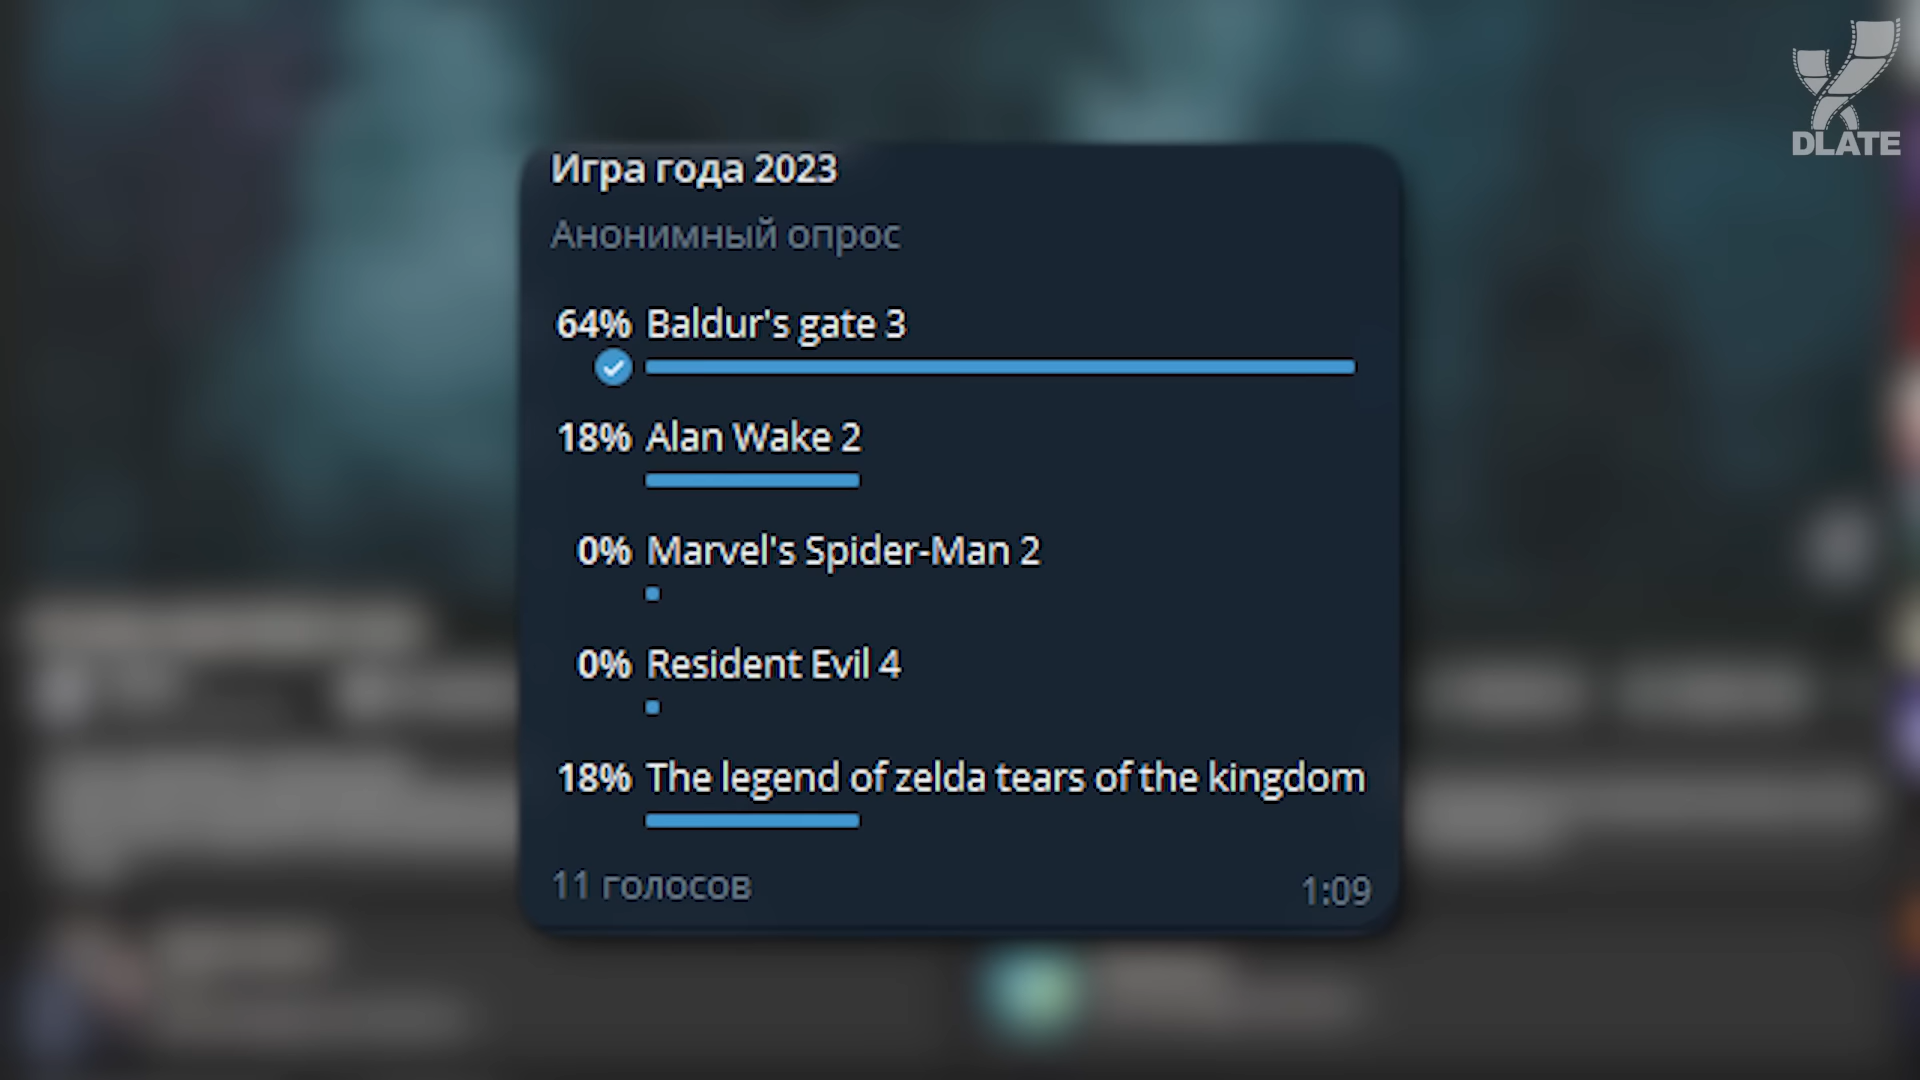 DLATE
Игра года 2023
Анонимный опрос
64% Baldur's gate 3
18% Alan Wake 2
0% Marvel's Spider-Man 2
0% Resident Evil 4
18% The legend of zelda tears of the kingdom
11 голосов 1:09